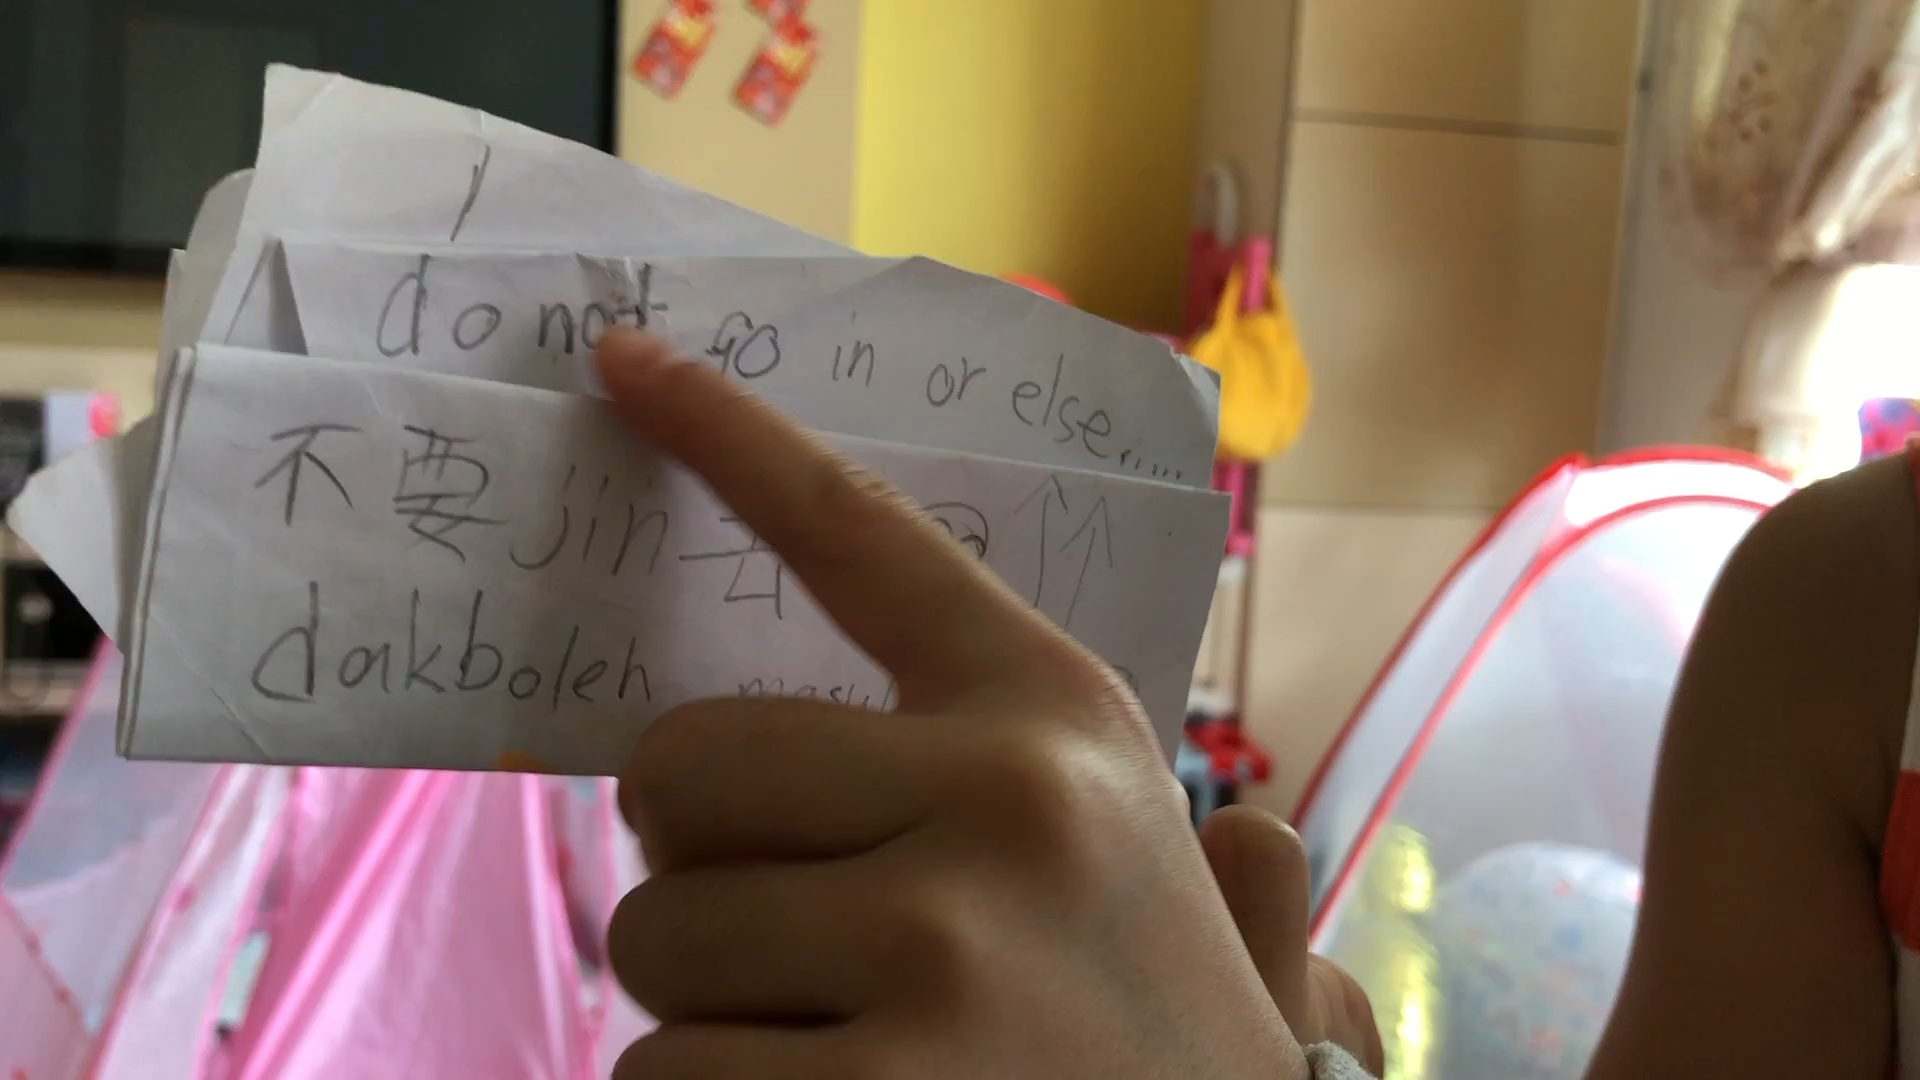 do not go in or else.....
不要jin去
dakboleh